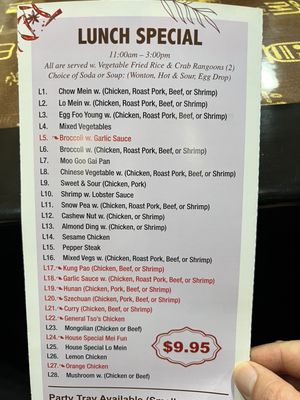 LUNCH SPECIAL
11:00am – 3:00pm
All are served w. Vegetable Fried Rice & Crab Rangoons (2)
Choice of Soda or Soup: (Wonton, Hot & Sour, Egg Drop)
L1. Chow Mein w. (Chicken, Roast Pork, Beef, or Shrimp)
L2. Lo Mein w. (Chicken, Roast Pork, Beef, or Shrimp)
L3. Egg Foo Young w. (Chicken, Roast Pork, Beef, or Shrimp)
L4. Mixed Vegetables
L5. Broccoli w. Garlic Sauce
L6. Broccoli w. (Chicken, Roast Pork, Beef, or Shrimp)
L7. Moo Goo Gai Pan
L8. Chinese Vegetable w. (Chicken, Roast Pork, Beef, or Shrimp)
L9. Sweet & Sour (Chicken, Pork)
L10. Shrimp w. Lobster Sauce
L11. Snow Pea w. (Chicken, Roast Pork, Beef, or Shrimp)
L12. Cashew Nut w. (Chicken, or Shrimp)
L13. Almond Ding w. (Chicken, or Shrimp)
L14. Sesame Chicken
L15. Pepper Steak
L16. Mixed Vegs w. (Chicken, Roast Pork, Beef, or Shrimp)
L17. Kung Pao (Chicken, Beef, or Shrimp)
L18. Garlic Sauce w. (Chicken, Roast Pork, Beef, or Shrimp)
L19. Hunan (Chicken, Roast Pork, Beef, or Shrimp)
L20. Szechuan (Chicken, Roast Pork, Beef, or Shrimp)
L21. Curry (Chicken, Beef, or Shrimp)
L22. General Tso's Chicken
L23. Mongolian (Chicken or Beef)
L24. House Special Mei Fun
L25. House Special Lo Mein
L26. Lemon Chicken
L27. Orange Chicken
L28. Mushroom w. (Chicken or Beef)
$9.95
Party Tray Available